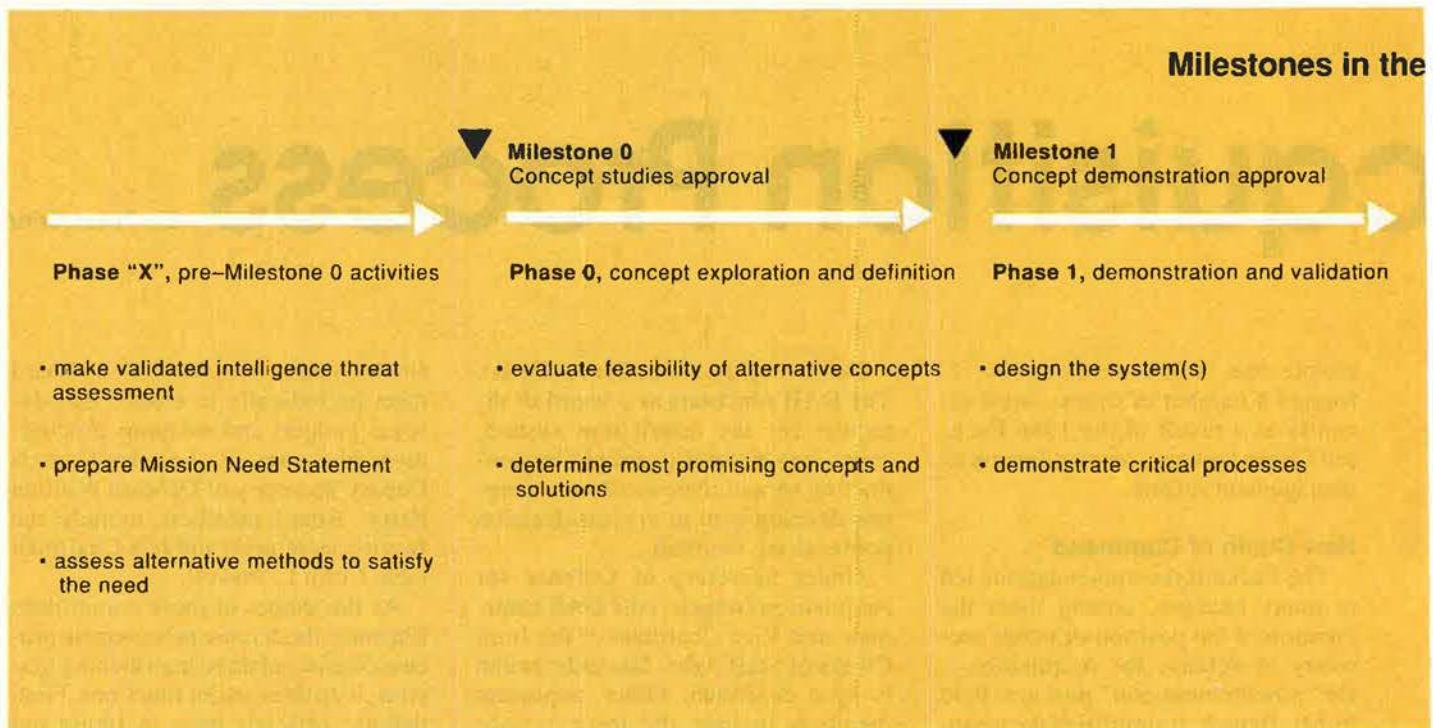 Milestones in the
Milestone 0
Concept studies approval
Milestone 1
Concept demonstration approval
Phase “X”, pre–Milestone 0 activities
Phase 0, concept exploration and definition
Phase 1, demonstration and validation
• make validated intelligence threat
assessment
• prepare Mission Need Statement
• assess alternative methods to satisfy
the need
• evaluate feasibility of alternative concepts
• determine most promising concepts and
solutions
• design the system(s)
• demonstrate critical processes